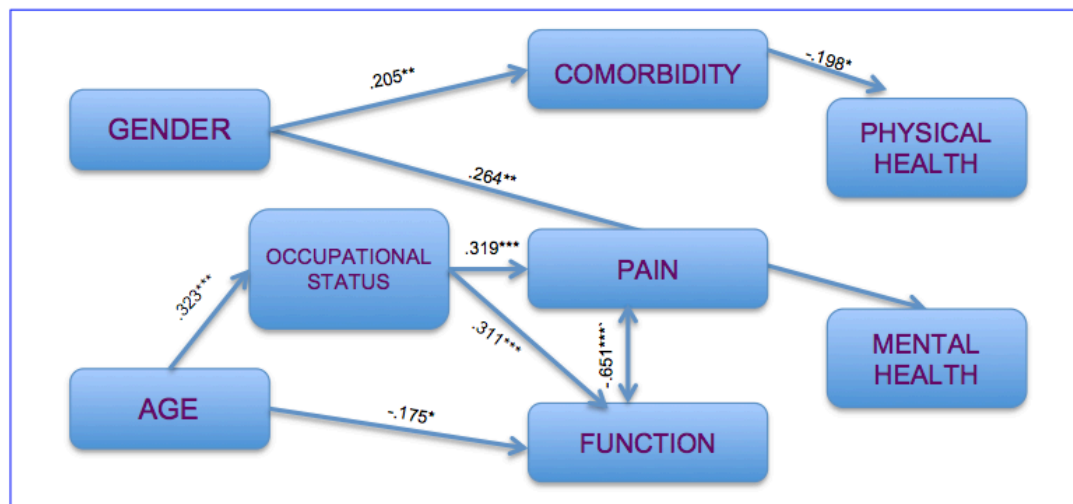 .205**
COMORBIDITY
-.198*
GENDER
PHYSICAL
HEALTH
.264**
OCCUPATIONAL
STATUS
.319***
PAIN
.323***
.311***
-.651***`
MENTAL
HEALTH
AGE
-.175*
FUNCTION